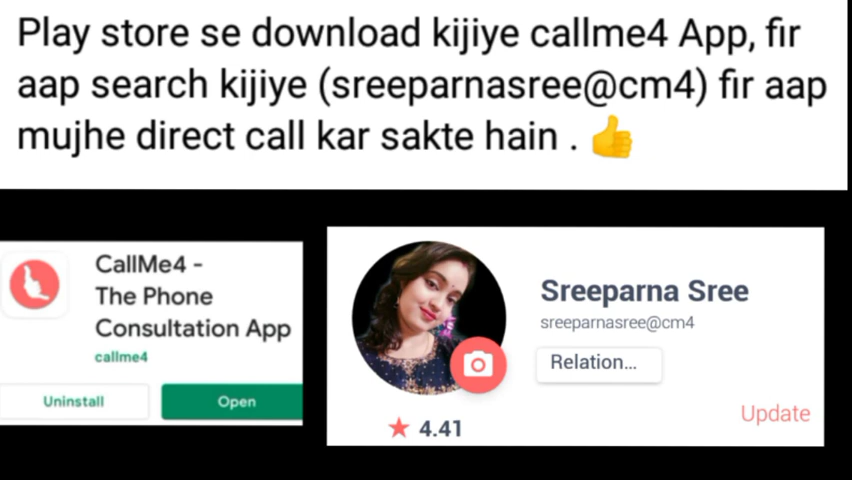 Play store se download kijiye callme4 App, fir
aap search kijiye (sreeparnasree@cm4) fir aap
mujhe direct call kar sakte hain . 👍
CallMe4 -
The Phone
Consultation App
callme4
Uninstall
Open
Sreeparna Sree
sreeparnasree@cm4
Relation...
4.41
Update